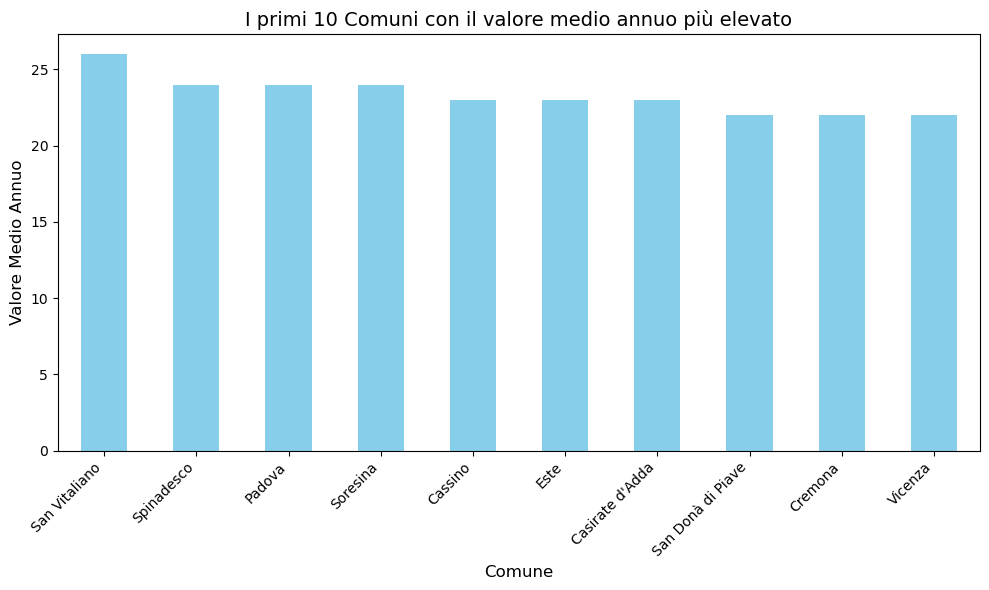 I primi 10 Comuni con il valore medio annuo più elevato
Valore Medio Annuo
25
20
15
10
5
0
San Vitaliano
Spinadesco
Padova
Soresina
Cassino
Este
Casirate d'Adda
San Donà di Piave
Cremona
Vicenza
Comune